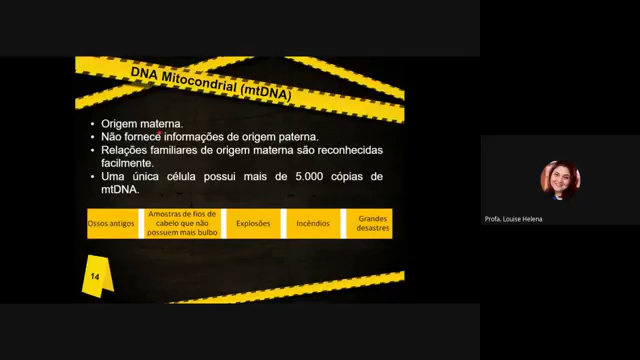 DNA Mitocondrial (mtDNA)
• Origem materna.
• Não fornece informações de origem paterna.
• Relações familiares de origem materna são reconhecidas
facilmente.
• Uma única célula possui mais de 5.000 cópias de
mtDNA.
Ossos antigos
Amostras de fios de
cabelo que não
possuem mais bulbo
Explosões
Incêndios
Grandes
desastres
14
Profa. Louise Helena